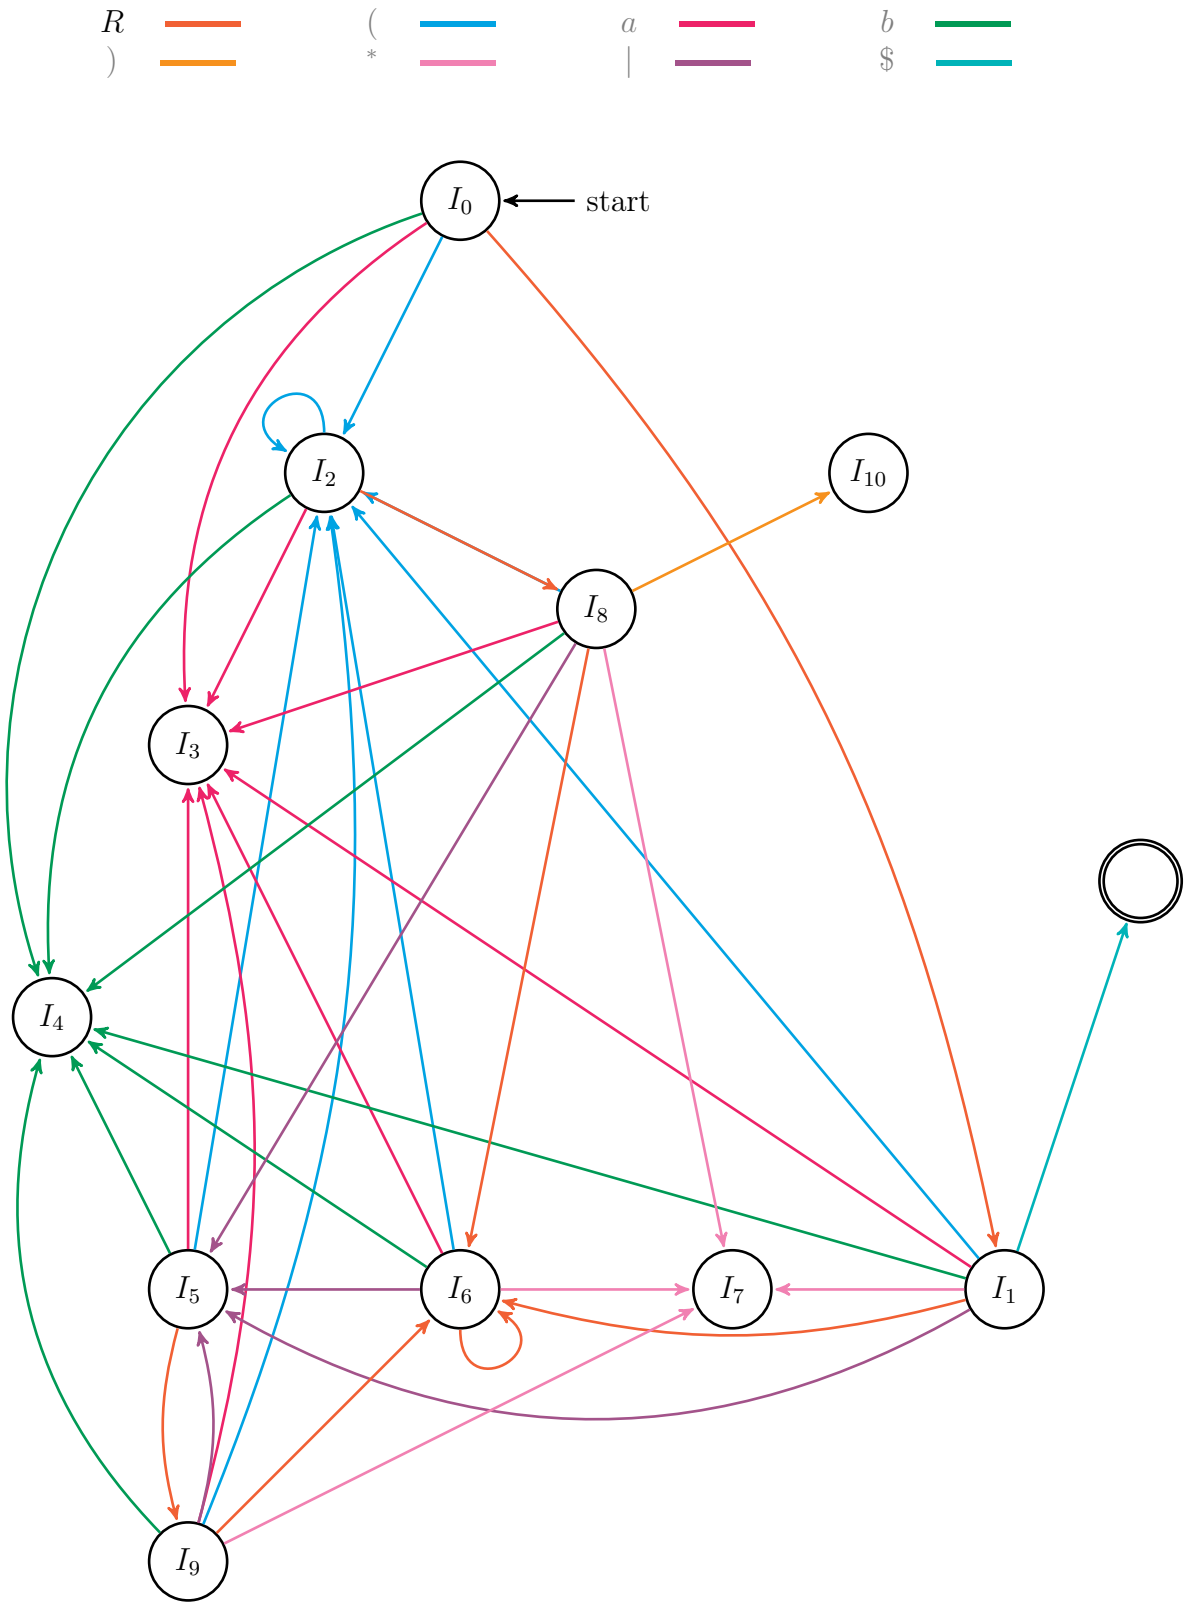 R ( a b
) * | $
I₀ start
I₂ I₁₀
I₈
I₃
I₄
I₅ I₆ I₇ I₁
I₉